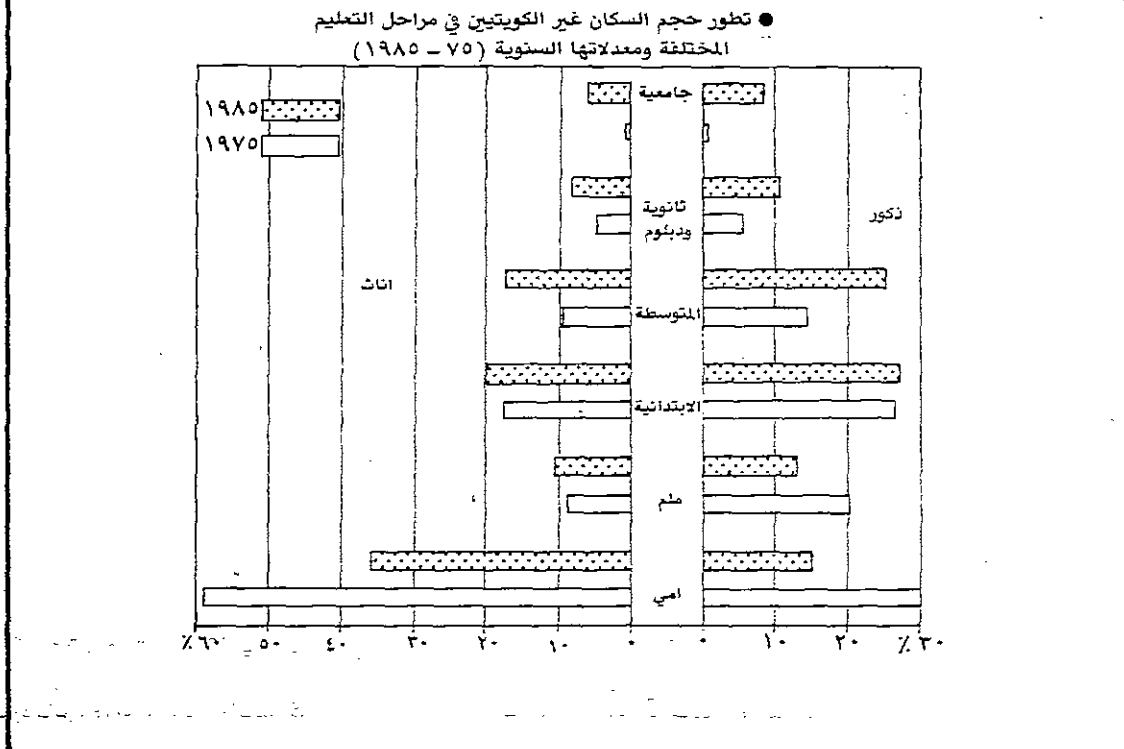 ● تطور حجم السكان غير الكويتيين في مراحل التعليم
المختلفة ومعدلاتها السنوية (٧٥ – ١٩٨٥)
١٩٨٥
١٩٧٥
ذكور
اناث
جامعية
ثانوية
ودبلوم
المتوسطة
الابتدائية
ملم
امي
٪ ٦٠ ٥٠ ٤٠ ٣٠ ٢٠ ١٠ ٠ ٠ ١٠ ٢٠ ٣٠ ٪